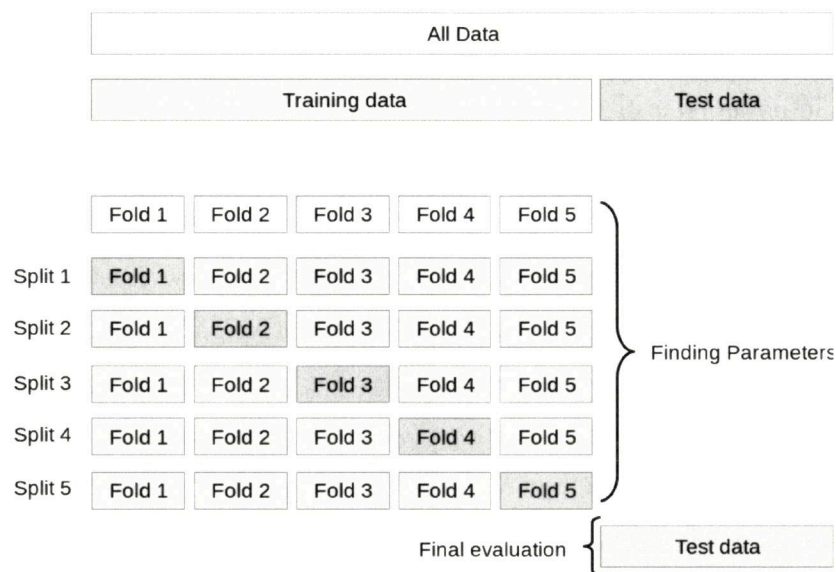 All Data
Training data Test data
Fold 1 Fold 2 Fold 3 Fold 4 Fold 5
Split 1 Fold 1 Fold 2 Fold 3 Fold 4 Fold 5
Split 2 Fold 1 Fold 2 Fold 3 Fold 4 Fold 5
Finding Parameters
Split 3 Fold 1 Fold 2 Fold 3 Fold 4 Fold 5
Split 4 Fold 1 Fold 2 Fold 3 Fold 4 Fold 5
Split 5 Fold 1 Fold 2 Fold 3 Fold 4 Fold 5
Final evaluation Test data